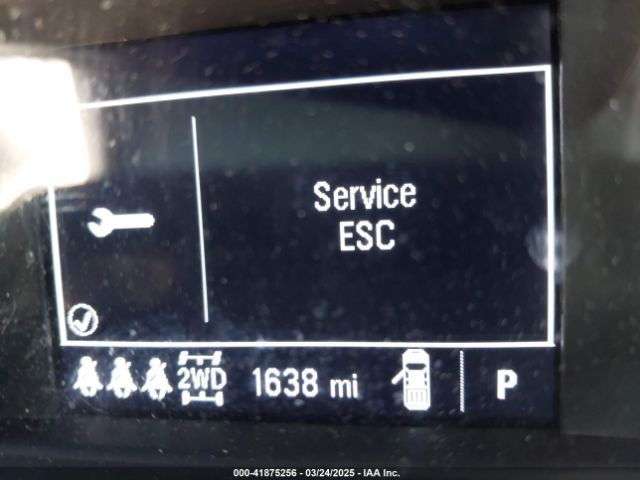 Service
ESC
2WD 1638 mi P
000-41875256 - 03/24/2025 - IAA Inc.